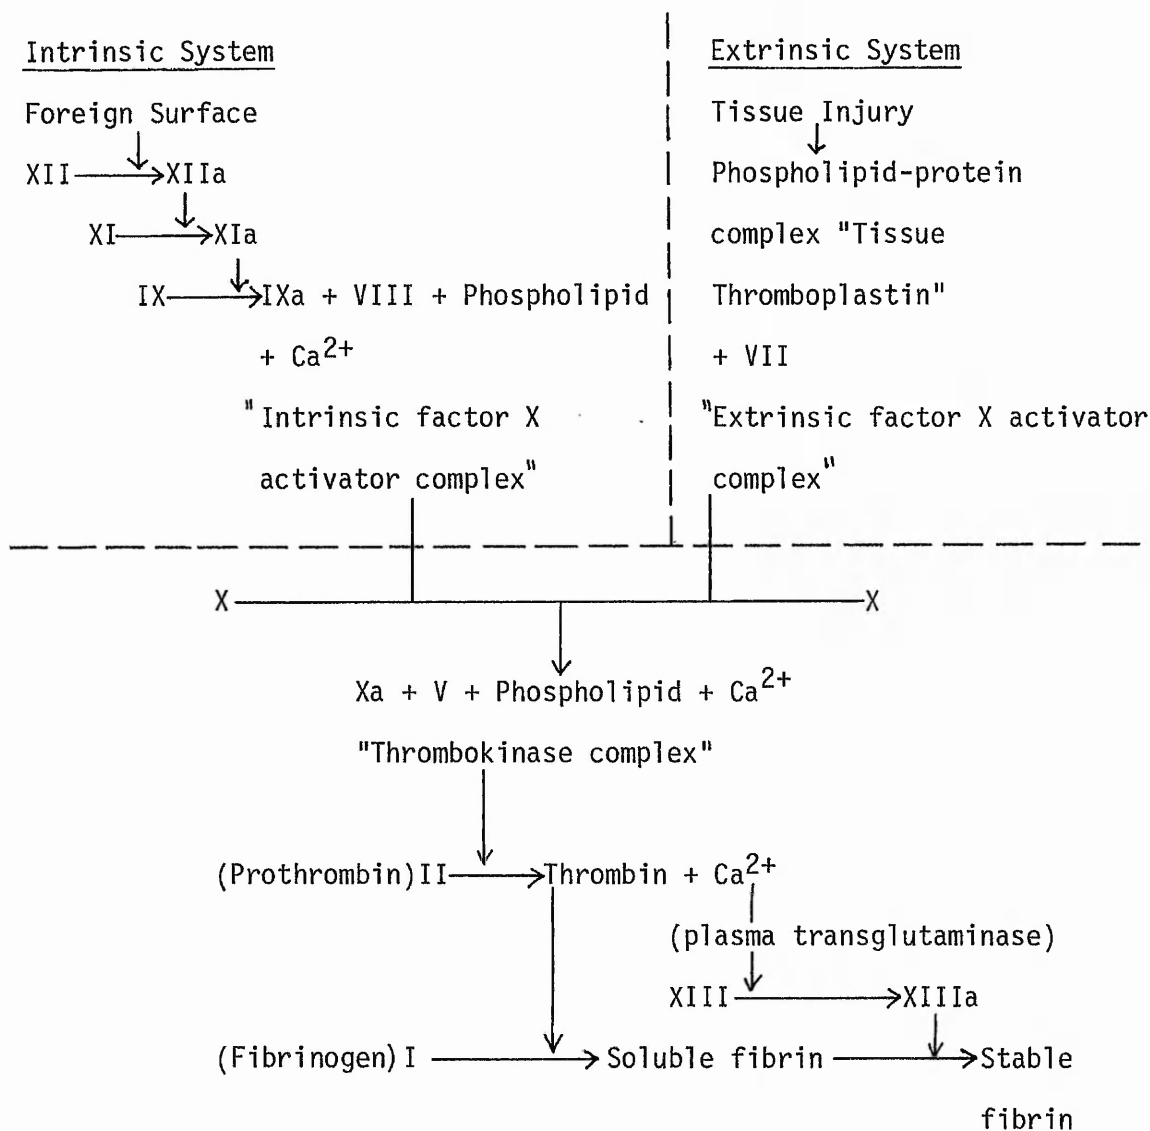 Intrinsic System
Foreign Surface
XII XIIa
XI XIa
IX IXa + VIII + Phospholipid
+ Ca2+
"Intrinsic factor X
activator complex"
Extrinsic System
Tissue Injury
Phospholipid-protein
complex "Tissue
Thromboplastin"
+ VII
"Extrinsic factor X activator
complex"
X X
Xa + V + Phospholipid + Ca2+
"Thrombokinase complex"
(Prothrombin)II Thrombin + Ca2+
(plasma transglutaminase)
XIII XIIIa
(Fibrinogen)I Soluble fibrin Stable
fibrin